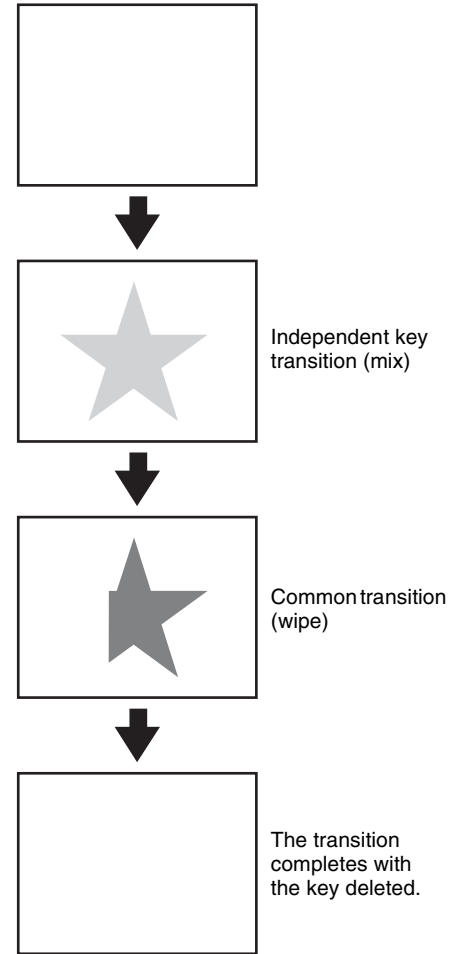 Independent key
transition (mix)
Common transition
(wipe)
The transition
completes with
the key deleted.